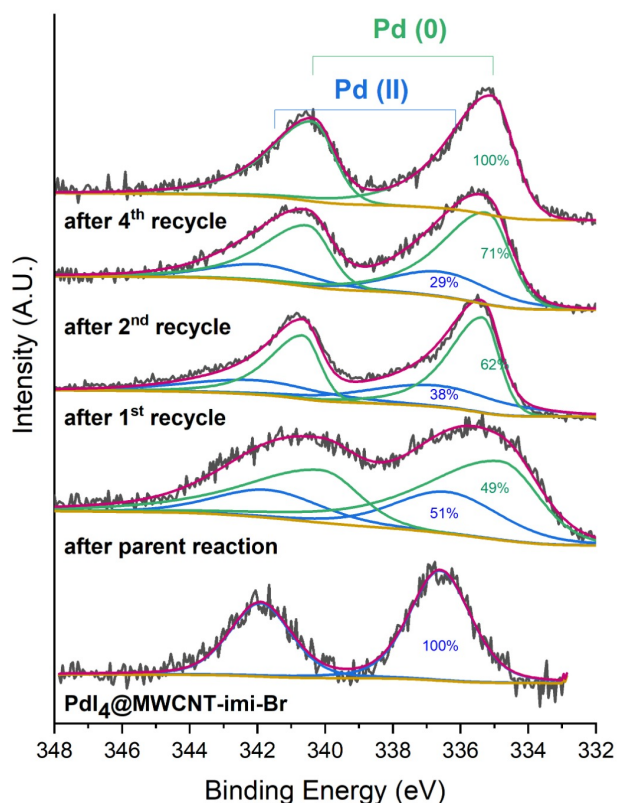 Pd (0)
Pd (II)
100%
after 4th recycle
71%
29%
after 2nd recycle
62%
38%
after 1st recycle
49%
51%
after parent reaction
100%
PdI4@MWCNT-imi-Br
Intensity (A.U.)
348 346 344 342 340 338 336 334 332
Binding Energy (eV)